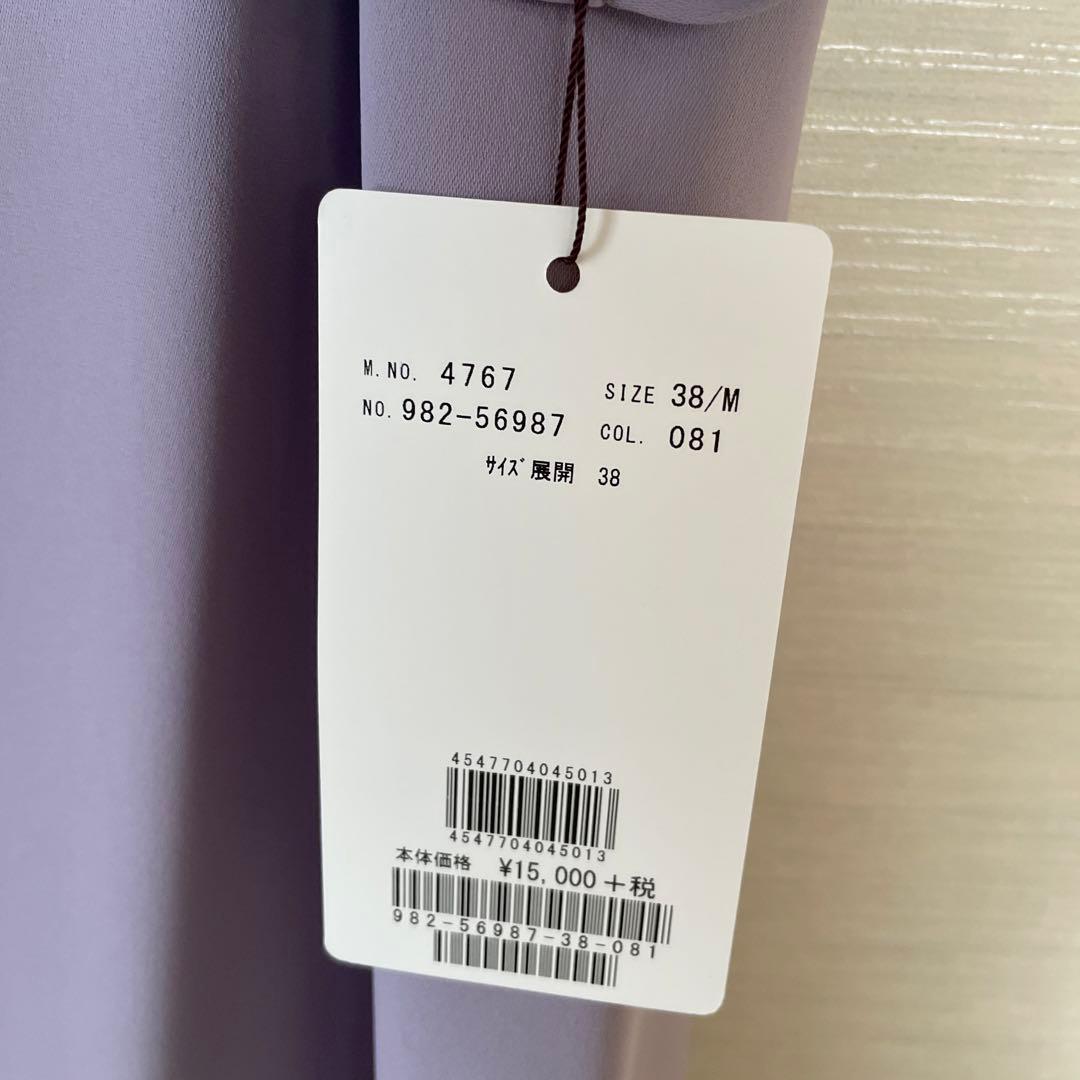 M.NO. 4767 SIZE 38/M
NO. 982-56987 COL. 081
ｻｲｽﾞ展開 38
4547704045013
4547704045013
本体価格 ¥15,000+税
982-56987-38-081